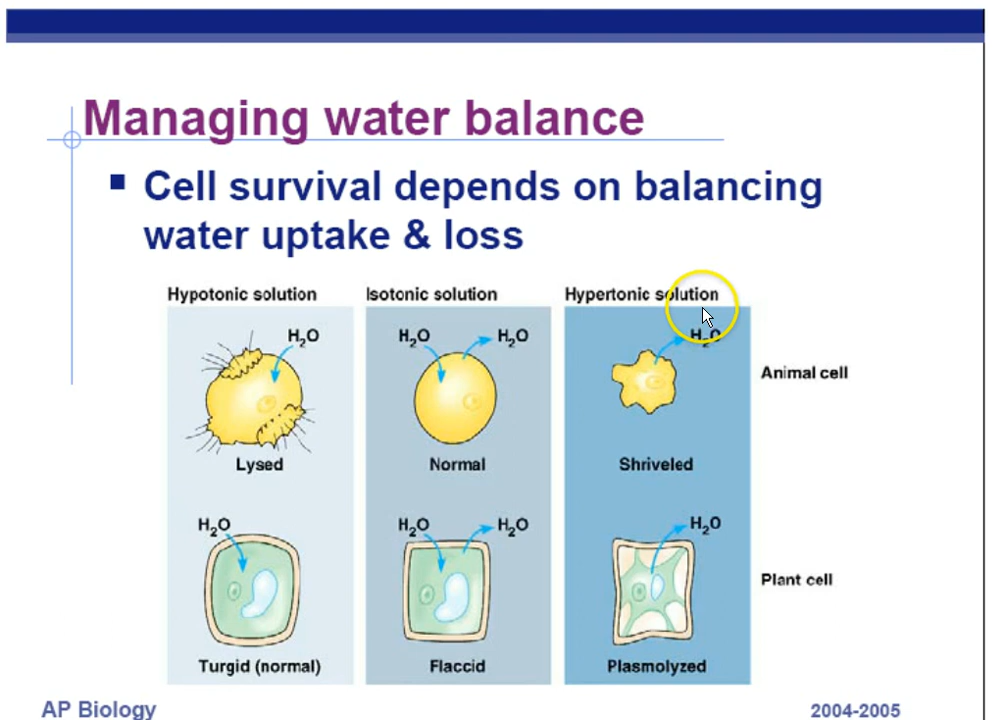 Managing water balance
■ Cell survival depends on balancing
water uptake & loss
Hypotonic solution Isotonic solution Hypertonic solution
H₂O H₂O H₂O H₂O
Animal cell
Lysed Normal Shriveled
H₂O H₂O H₂O H₂O
Plant cell
Turgid (normal) Flaccid Plasmolyzed
AP Biology 2004-2005